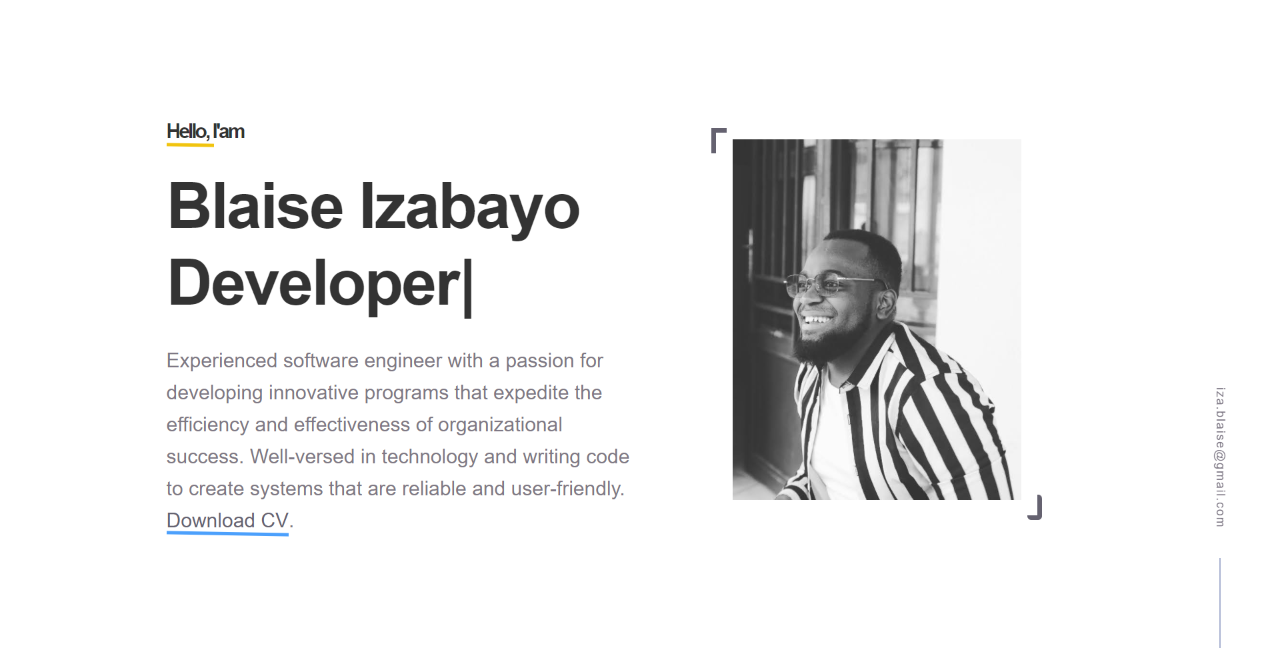 Hello, I'am
Blaise Izabayo
Developer|
Experienced software engineer with a passion for
developing innovative programs that expedite the
efficiency and effectiveness of organizational
success. Well-versed in technology and writing code
to create systems that are reliable and user-friendly.
Download CV.
iza.blaise@gmail.com